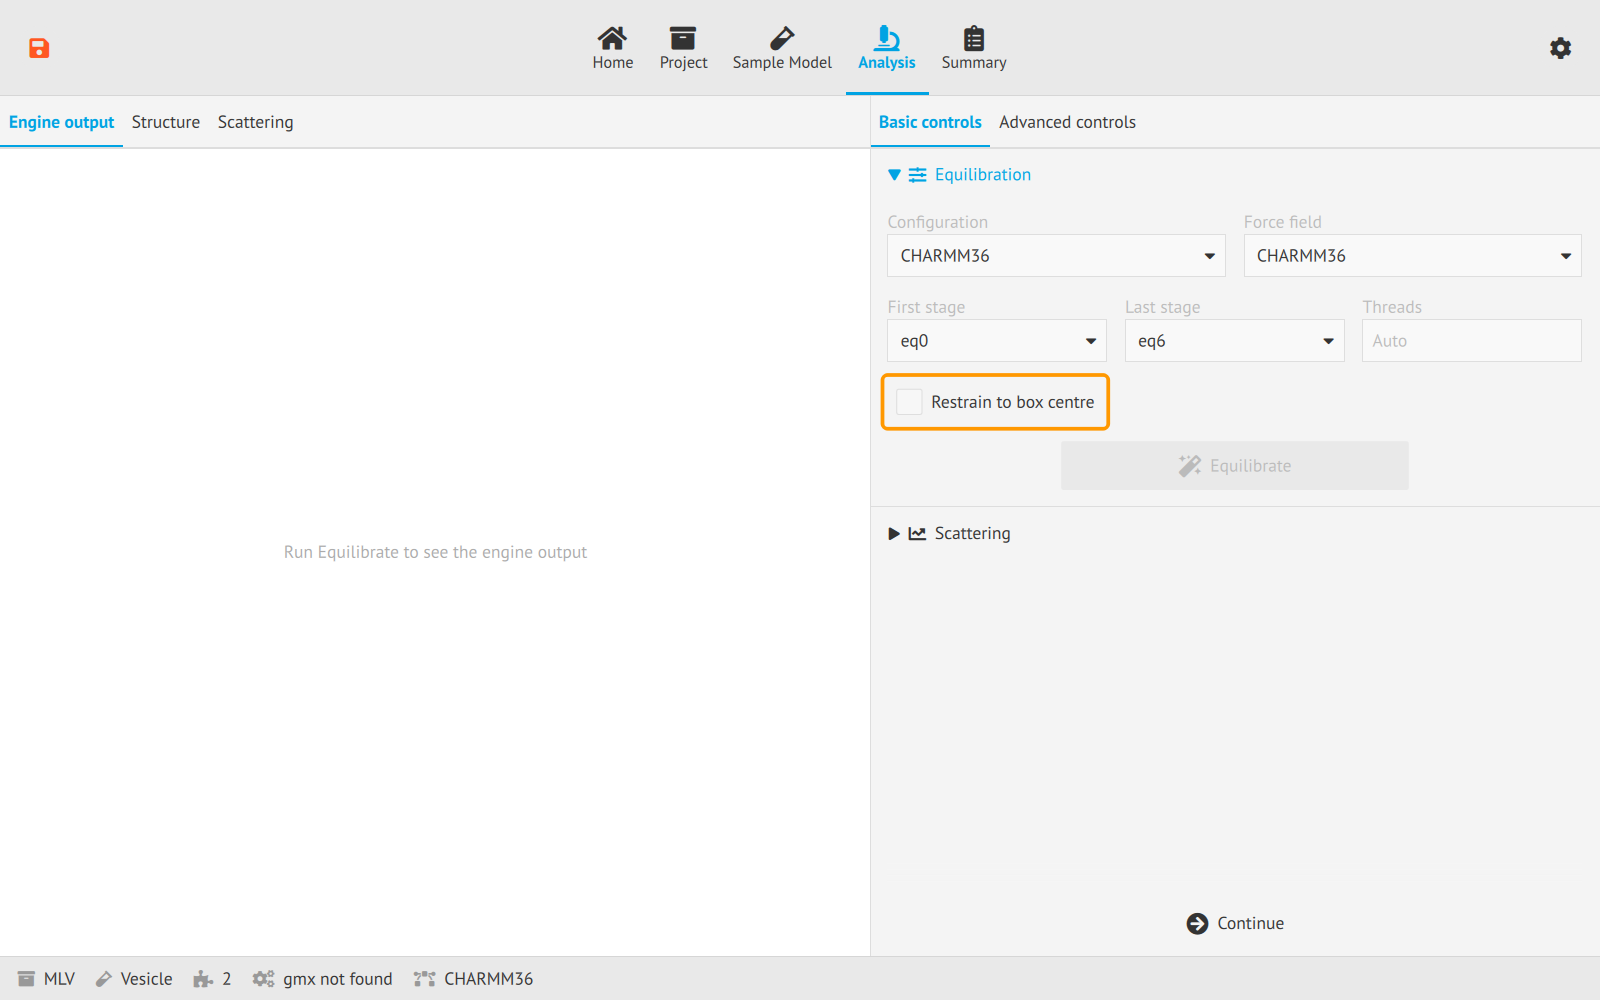 Home
Project
Sample Model
Analysis
Summary
Engine output
Structure
Scattering
Basic controls
Advanced controls
Equilibration
Configuration
Force field
CHARMM36
CHARMM36
First stage
Last stage
Threads
eq0
eq6
Auto
Restrain to box centre
Equilibrate
Scattering
Run Equilibrate to see the engine output
Continue
MLV
Vesicle
2
gmx not found
CHARMM36